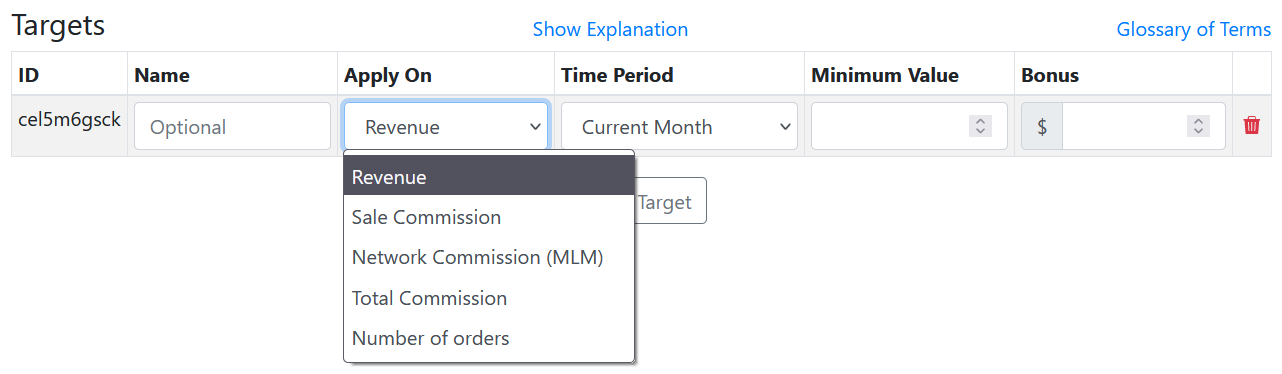 Targets Show Explanation Glossary of Terms
ID Name Apply On Time Period Minimum Value Bonus
cel5m6gsck Optional Revenue Current Month $
Revenue
Target
Sale Commission
Network Commission (MLM)
Total Commission
Number of orders